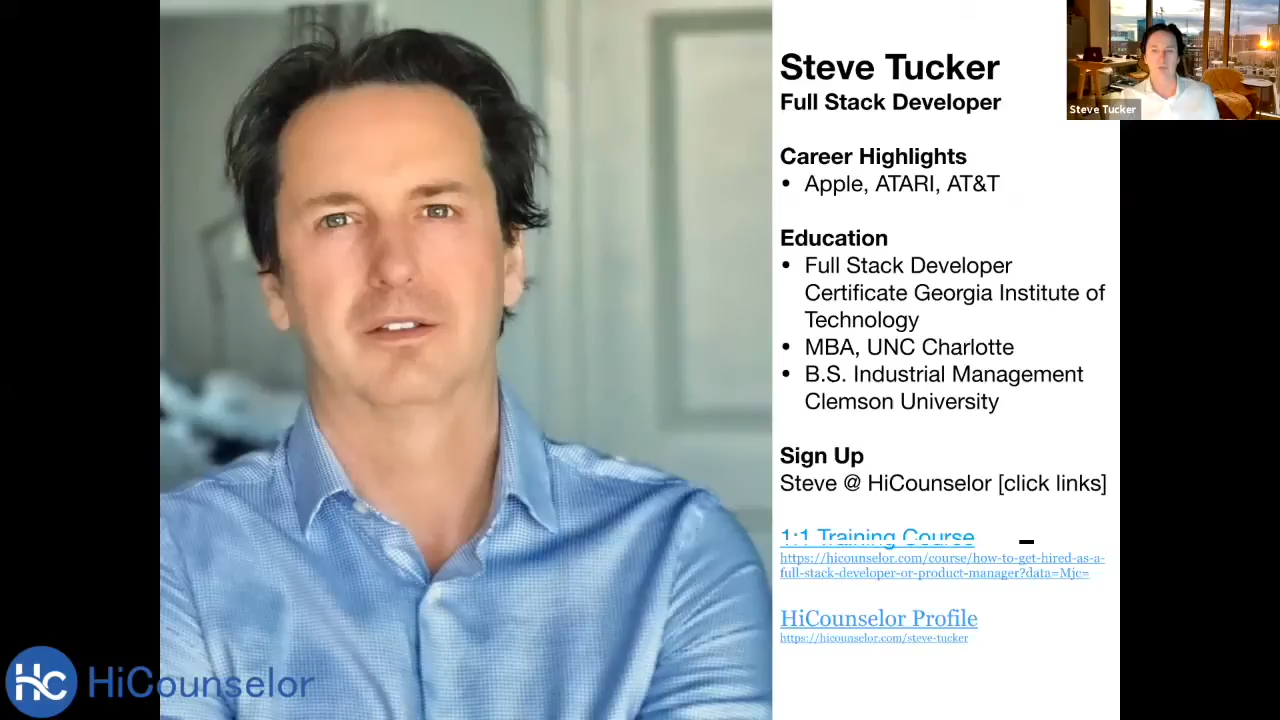 Steve Tucker
Full Stack Developer
Steve Tucker
Career Highlights
• Apple, ATARI, AT&T
Education
• Full Stack Developer
Certificate Georgia Institute of
Technology
• MBA, UNC Charlotte
• B.S. Industrial Management
Clemson University
Sign Up
Steve @ HiCounselor [click links]
1:1 Training Course
https://hicounselor.com/course/how-to-get-hired-as-a-
full-stack-developer-or-product-manager?data=Mjc=
HiCounselor Profile
https://hicounselor.com/steve-tucker
HC HiCounselor